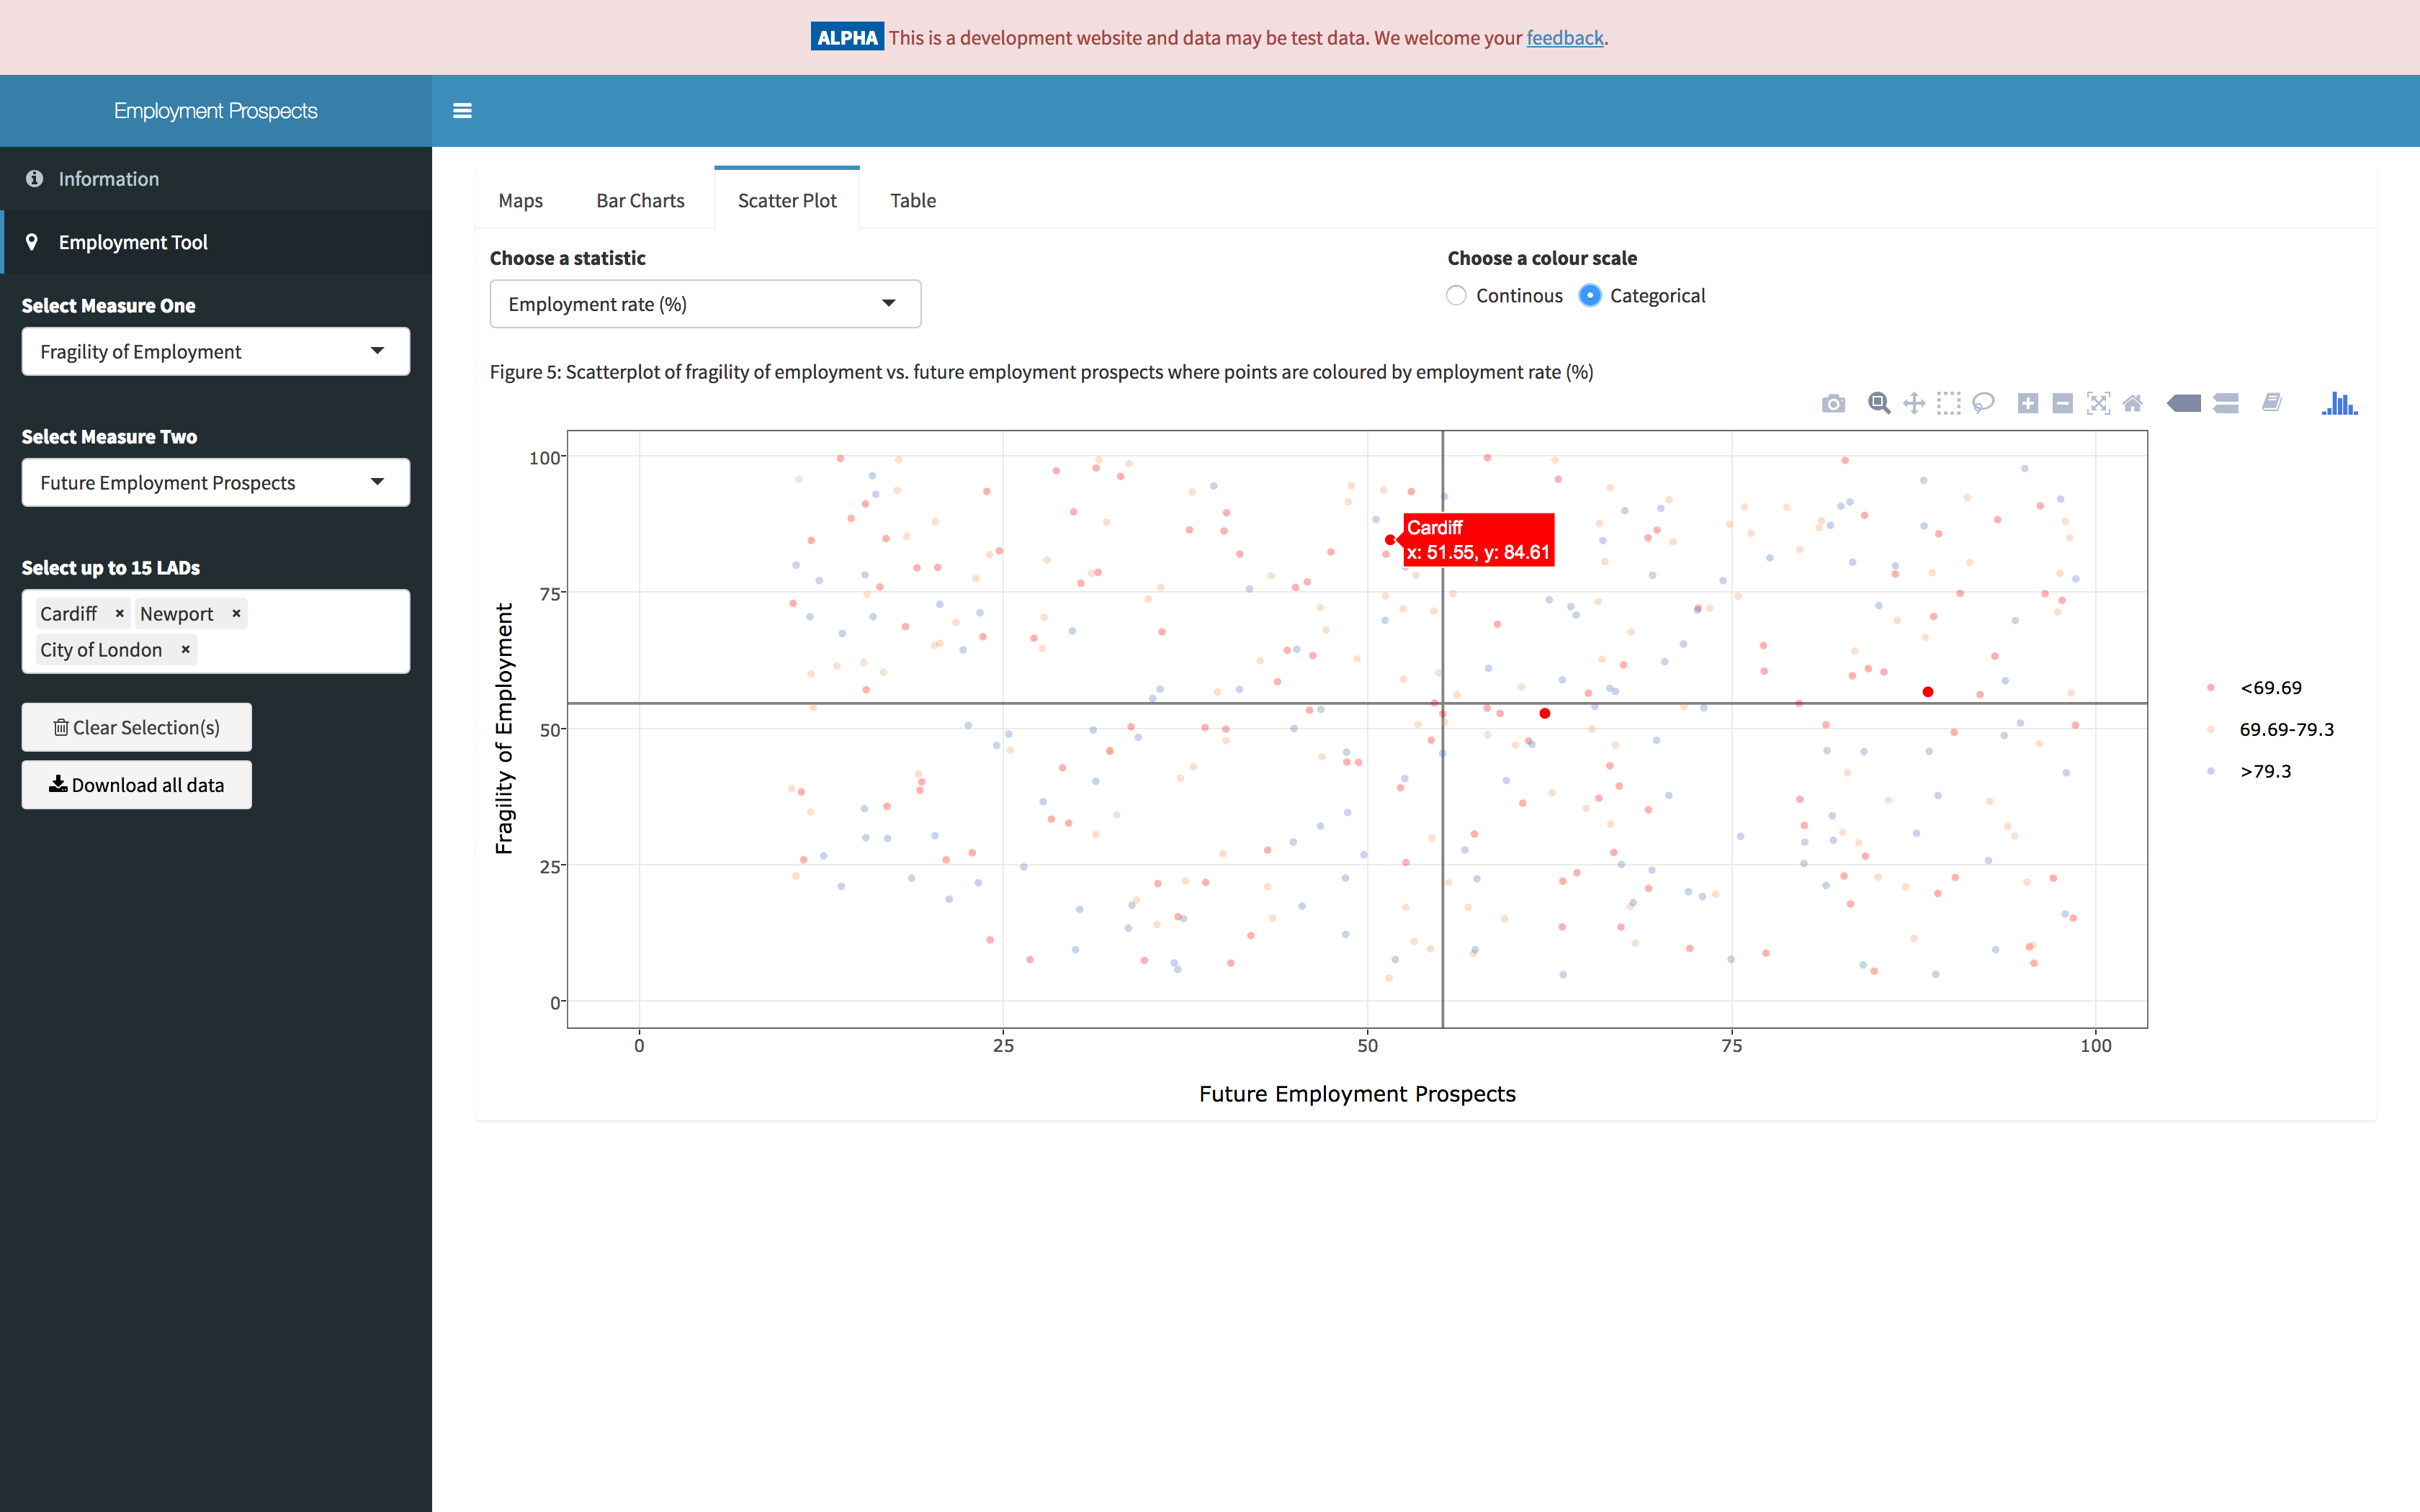 ALPHA This is a development website and data may be test data. We welcome your feedback.
Employment Prospects
Information
Employment Tool
Select Measure One
Fragility of Employment
Select Measure Two
Future Employment Prospects
Select up to 15 LADs
Cardiff × Newport ×
City of London ×
Clear Selection(s)
Download all data
Maps Bar Charts Scatter Plot Table
Choose a statistic
Employment rate (%)
Choose a colour scale
Continous Categorical
Figure 5: Scatterplot of fragility of employment vs. future employment prospects where points are coloured by employment rate (%)
Fragility of Employment
100
75
50
25
0
Cardiff
x: 51.55, y: 84.61
0 25 50 75 100
Future Employment Prospects
<69.69
69.69-79.3
>79.3